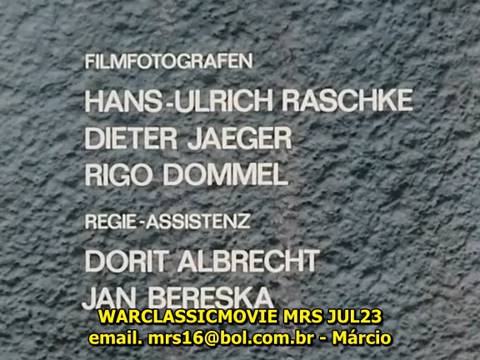 FILMFOTOGRAFEN
HANS-ULRICH RASCHKE
DIETER JAEGER
RIGO DOMMEL
REGIE-ASSISTENZ
DORIT ALBRECHT
JAN BERESKA
WARCLASSICMOVIE MRS JUL23
email. mrs16@bol.com.br - Márcio